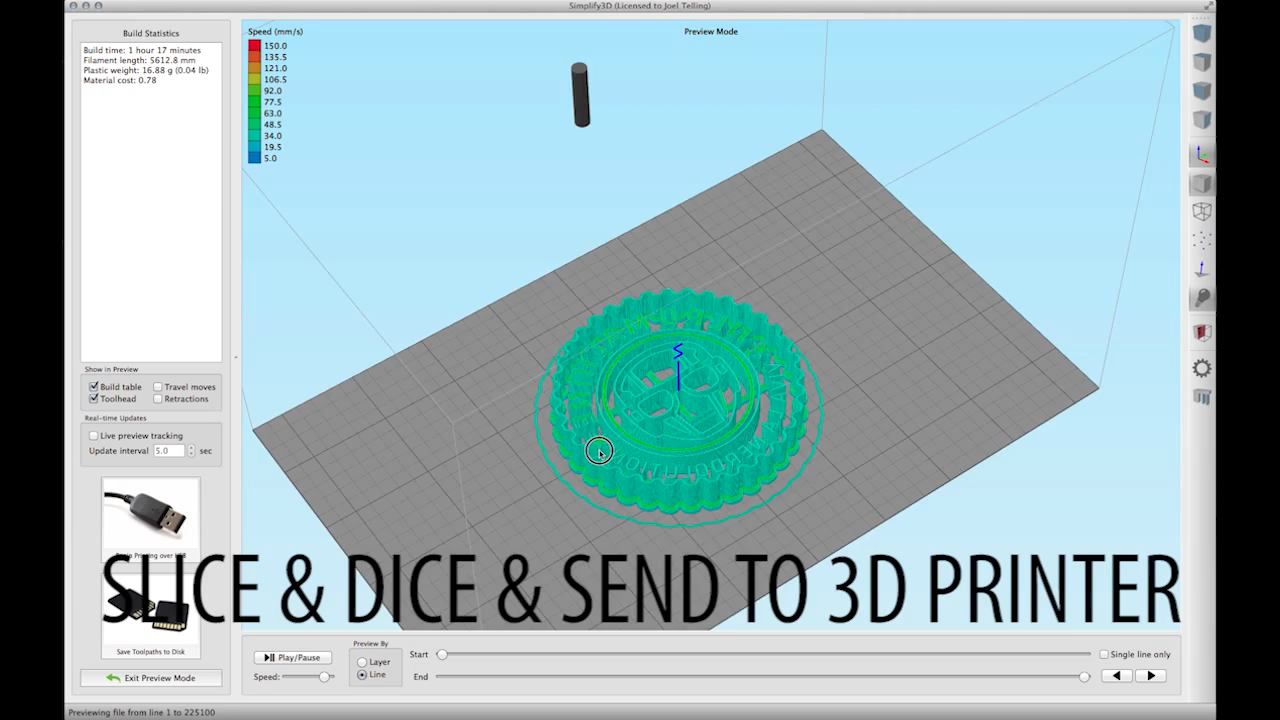 Simplify3D (Licensed to Joel Telling)
Build Statistics
Build time: 1 hour 17 minutes
Filament length: 5612.8 mm
Plastic weight: 16.88 g (0.04 lb)
Material cost: 0.78
Speed (mm/s)
150.0
135.5
121.0
106.5
92.0
77.5
63.0
48.5
34.0
19.5
5.0
Preview Mode
Show in Preview
Build table
Travel moves
Toolhead
Retractions
Real-time Updates
Live preview tracking
Update interval 5.0 sec
SLICE & DICE & SEND TO 3D PRINTER
Save Toolpaths to Disk
Exit Preview Mode
Play/Pause
Speed:
Preview By
Layer
Line
Start
End
Single line only
Previewing file from line 1 to 225100